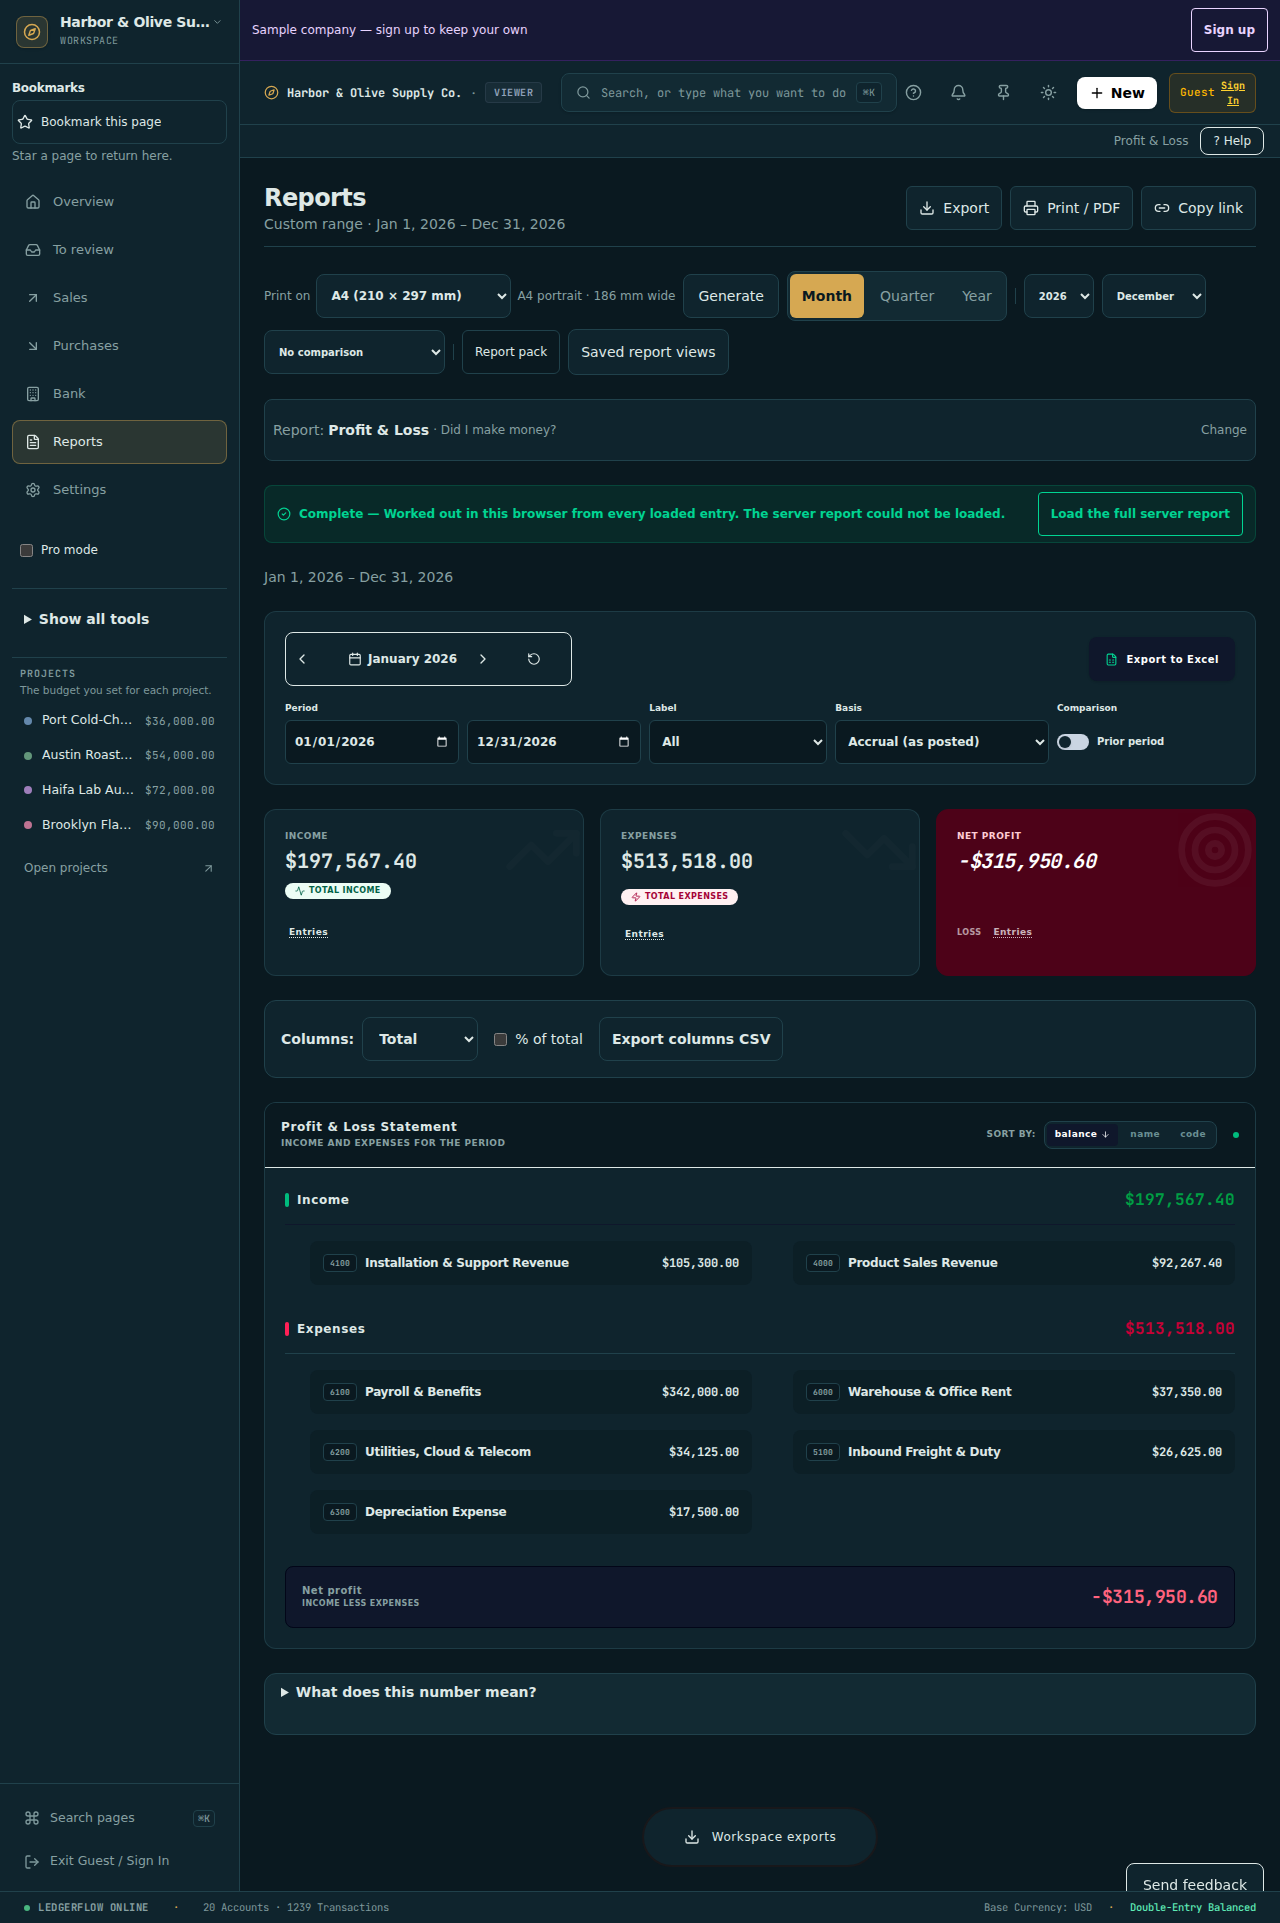 Harbor & Olive Su...
WORKSPACE
Bookmarks
Bookmark this page
Star a page to return here.
Overview
To review
Sales
Purchases
Bank
Reports
Settings
Pro mode
Show all tools
PROJECTS
The budget you set for each project.
Port Cold-Ch... $36,000.00
Austin Roast... $54,000.00
Haifa Lab Au... $72,000.00
Brooklyn Fla... $90,000.00
Open projects
Search pages ⌘K
Exit Guest / Sign In
Sample company — sign up to keep your own
Sign up
Harbor & Olive Supply Co. · VIEWER
Search, or type what you want to do ⌘K
New
Guest Sign In
Profit & Loss
? Help
Reports
Custom range · Jan 1, 2026 – Dec 31, 2026
Export
Print / PDF
Copy link
Print on A4 (210 × 297 mm) A4 portrait · 186 mm wide Generate Month Quarter Year 2026 December
No comparison Report pack Saved report views
Report: Profit & Loss · Did I make money? Change
Complete — Worked out in this browser from every loaded entry. The server report could not be loaded. Load the full server report
Jan 1, 2026 – Dec 31, 2026
January 2026
Export to Excel
Period Label Basis Comparison
01/01/2026 12/31/2026 All Accrual (as posted) Prior period
INCOME
$197,567.40
TOTAL INCOME
Entries
EXPENSES
$513,518.00
TOTAL EXPENSES
Entries
NET PROFIT
-$315,950.60
LOSS Entries
Columns: Total % of total Export columns CSV
Profit & Loss Statement
INCOME AND EXPENSES FOR THE PERIOD
SORT BY: balance ↓ name code
Income $197,567.40
4100 Installation & Support Revenue $105,300.00
4000 Product Sales Revenue $92,267.40
Expenses $513,518.00
6100 Payroll & Benefits $342,000.00
6000 Warehouse & Office Rent $37,350.00
6200 Utilities, Cloud & Telecom $34,125.00
5100 Inbound Freight & Duty $26,625.00
6300 Depreciation Expense $17,500.00
Net profit
INCOME LESS EXPENSES
-$315,950.60
What does this number mean?
Workspace exports
Send feedback
LEDGERFLOW ONLINE · 20 Accounts · 1239 Transactions
Base Currency: USD · Double-Entry Balanced